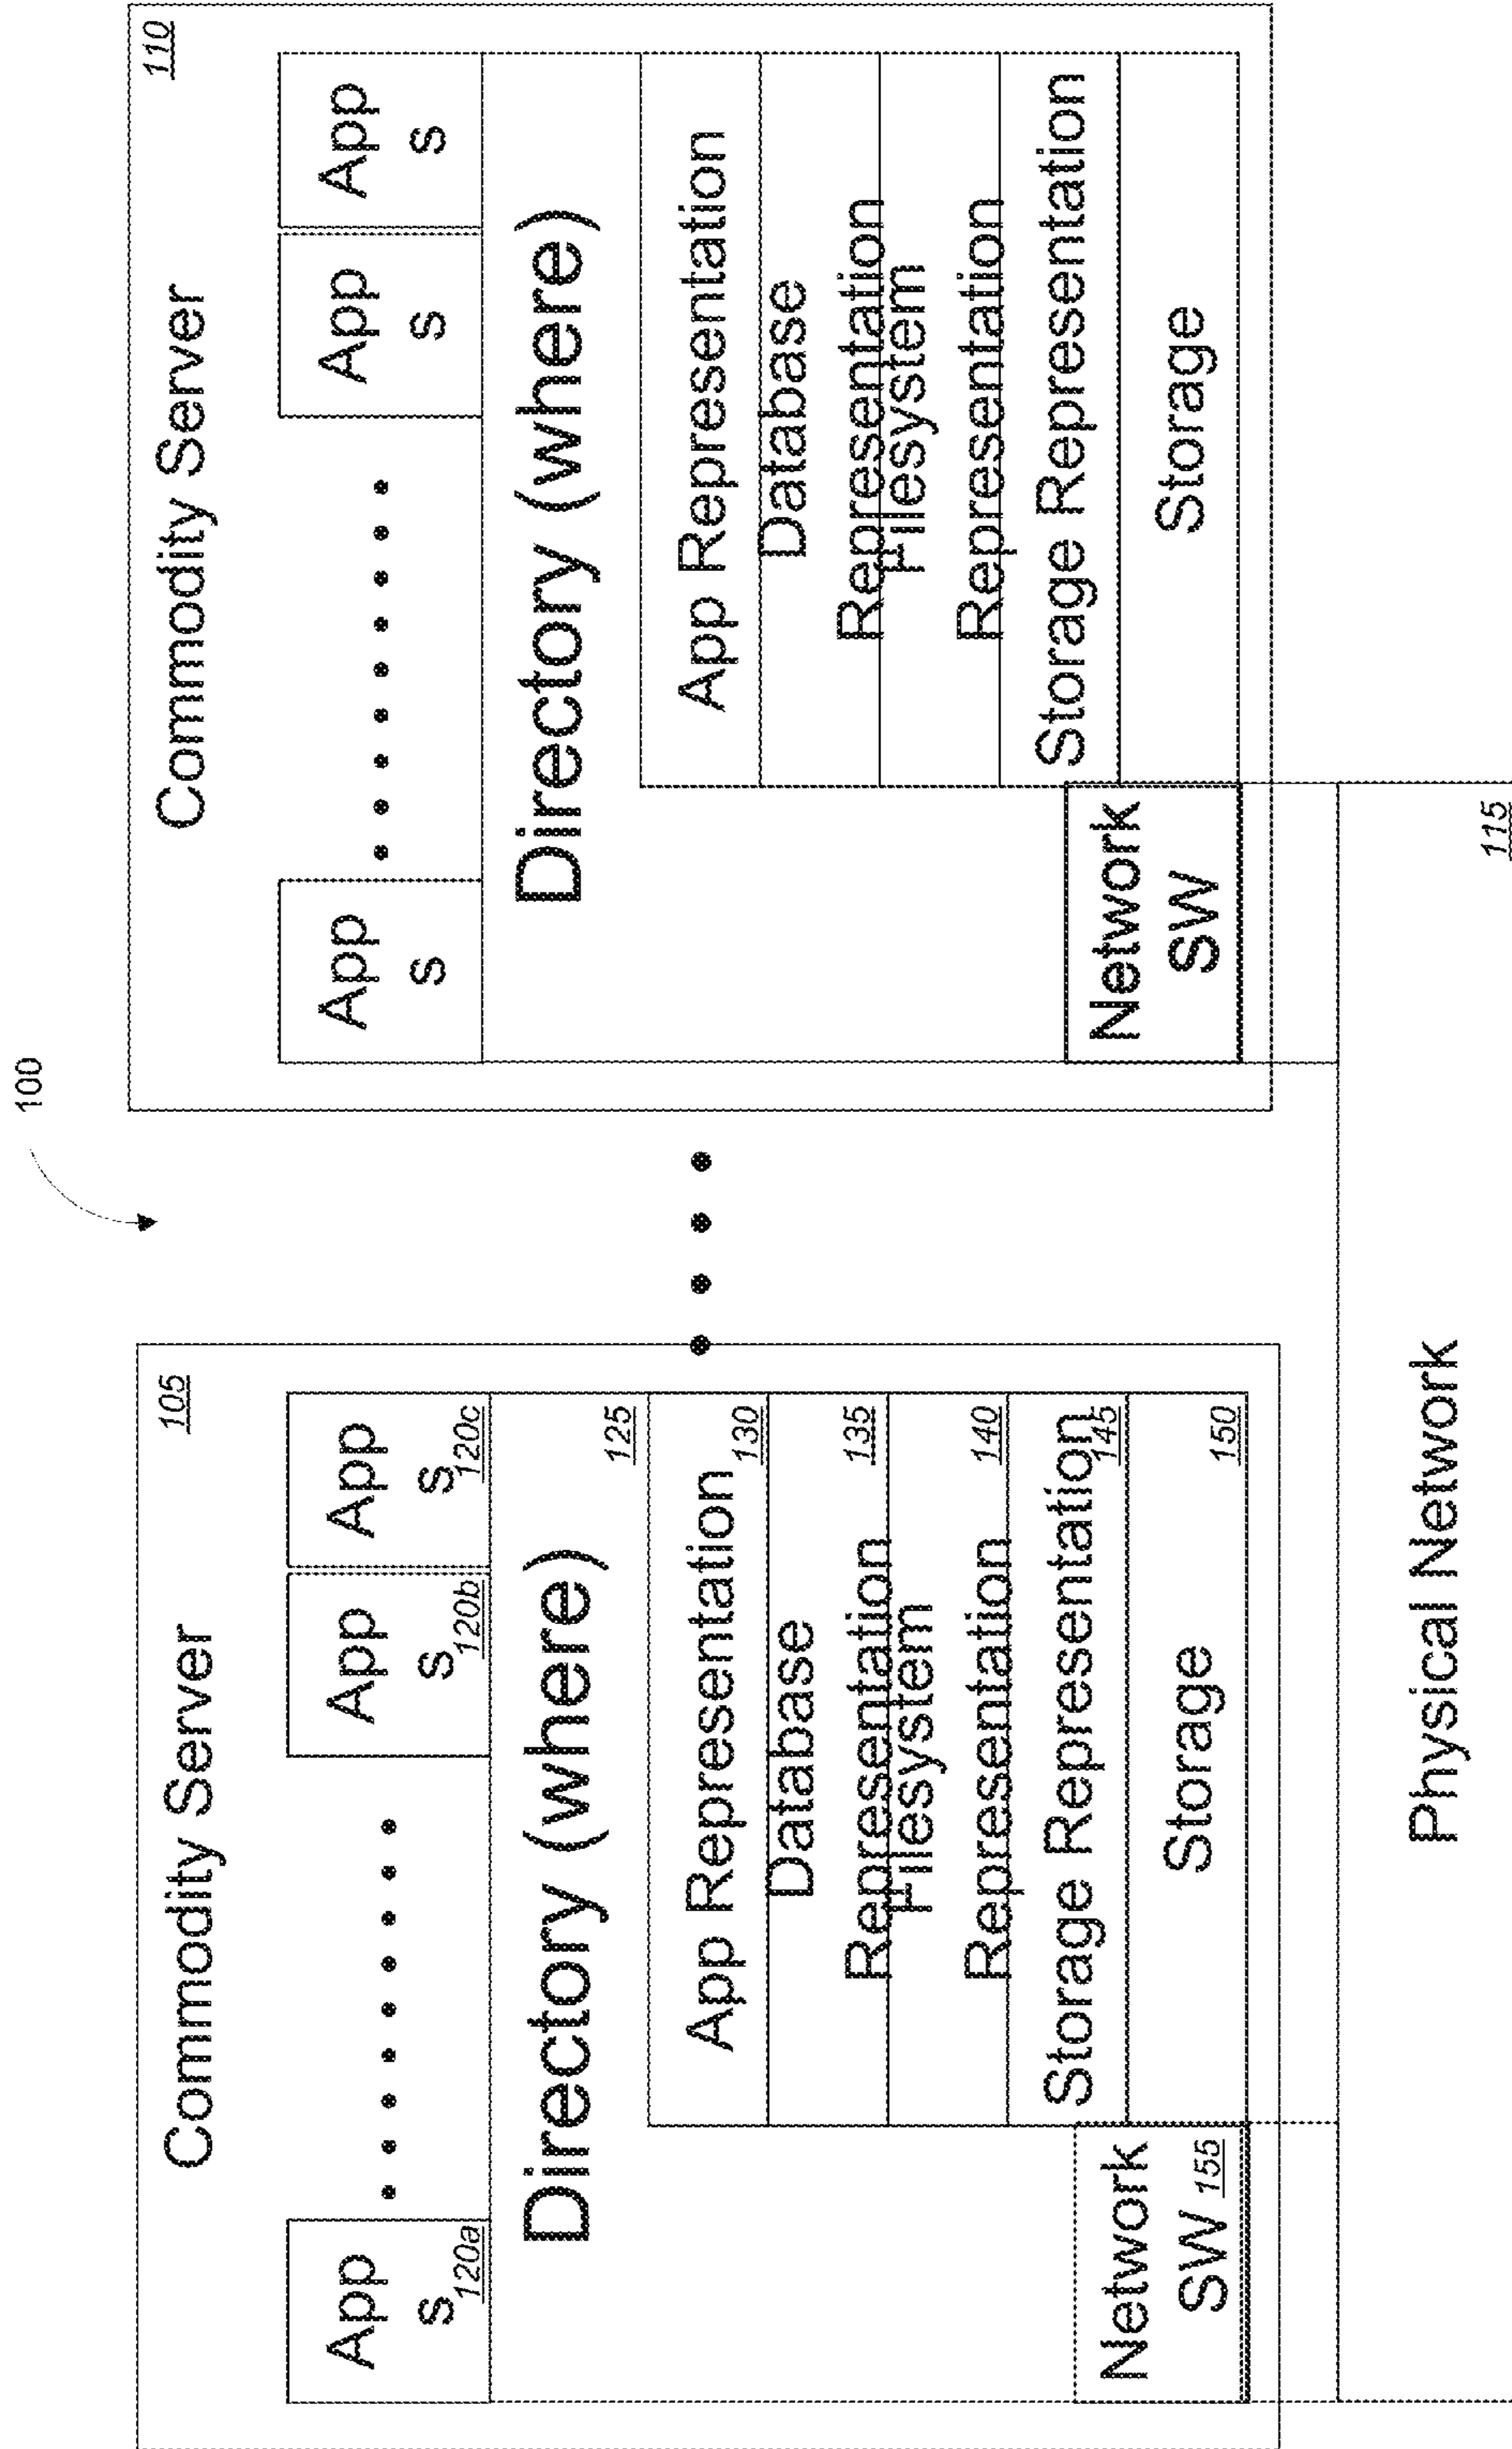 100
Commodity Server
105
App
s
120a
App
s
120b
App
s
120c
Directory (where)
125
App Representation
130
Database
Representation
135
Filesystem
Representation
140
Storage Representation
145
Storage
150
Network
SW 155
Commodity Server
110
App
s
App
s
App
s
Directory (where)
App Representation
Database
Representation
Filesystem
Representation
Storage Representation
Storage
Network
SW
Physical Network
115